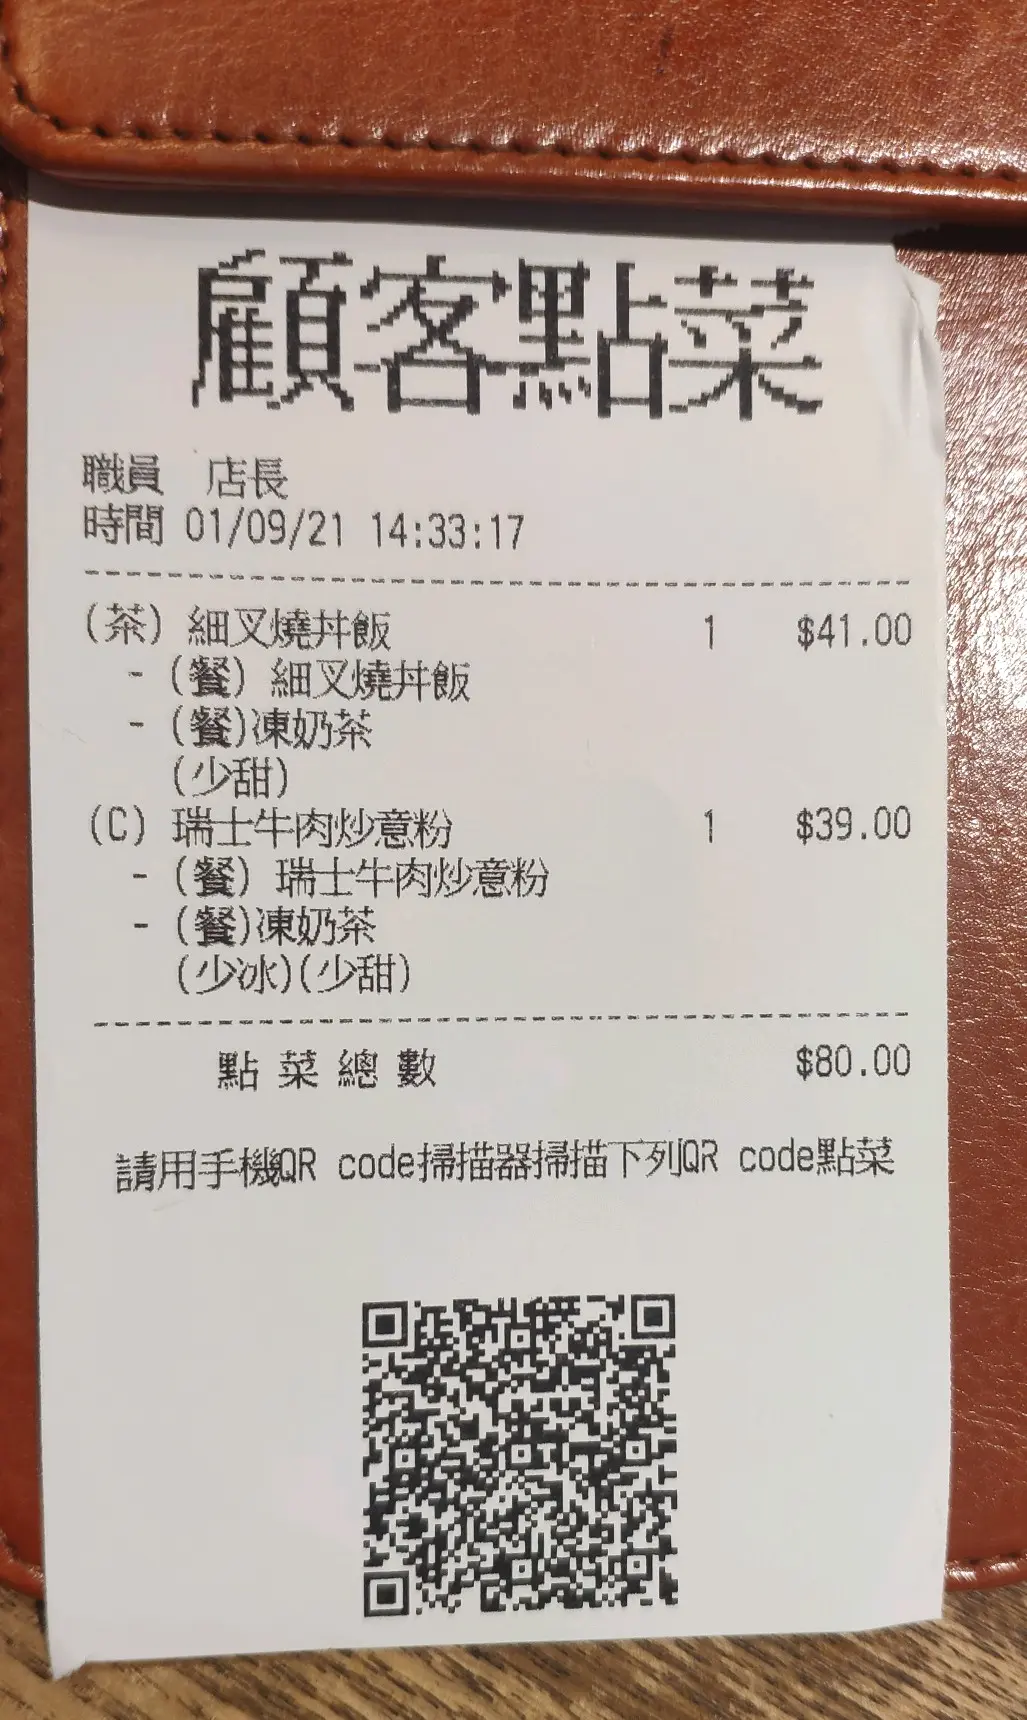 顧客點菜
職員 店長
時間 01/09/21 14:33:17
(茶) 細叉燒丼飯 1 $41.00
- (餐) 細叉燒丼飯
- (餐)凍奶茶
(少甜)
(C) 瑞士牛肉炒意粉 1 $39.00
- (餐) 瑞士牛肉炒意粉
- (餐)凍奶茶
(少冰)(少甜)
點菜總數 $80.00
請用手機QR code掃描器掃描下列QR code點菜